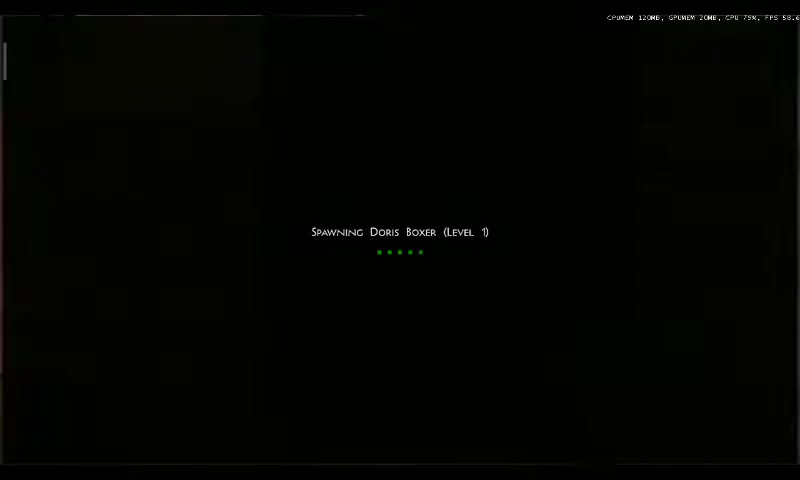 CPUMEM 120MB, GPUMEM 20MB, CPU 79%, FPS 58.6
Spawning Doris Boxer (Level 1)